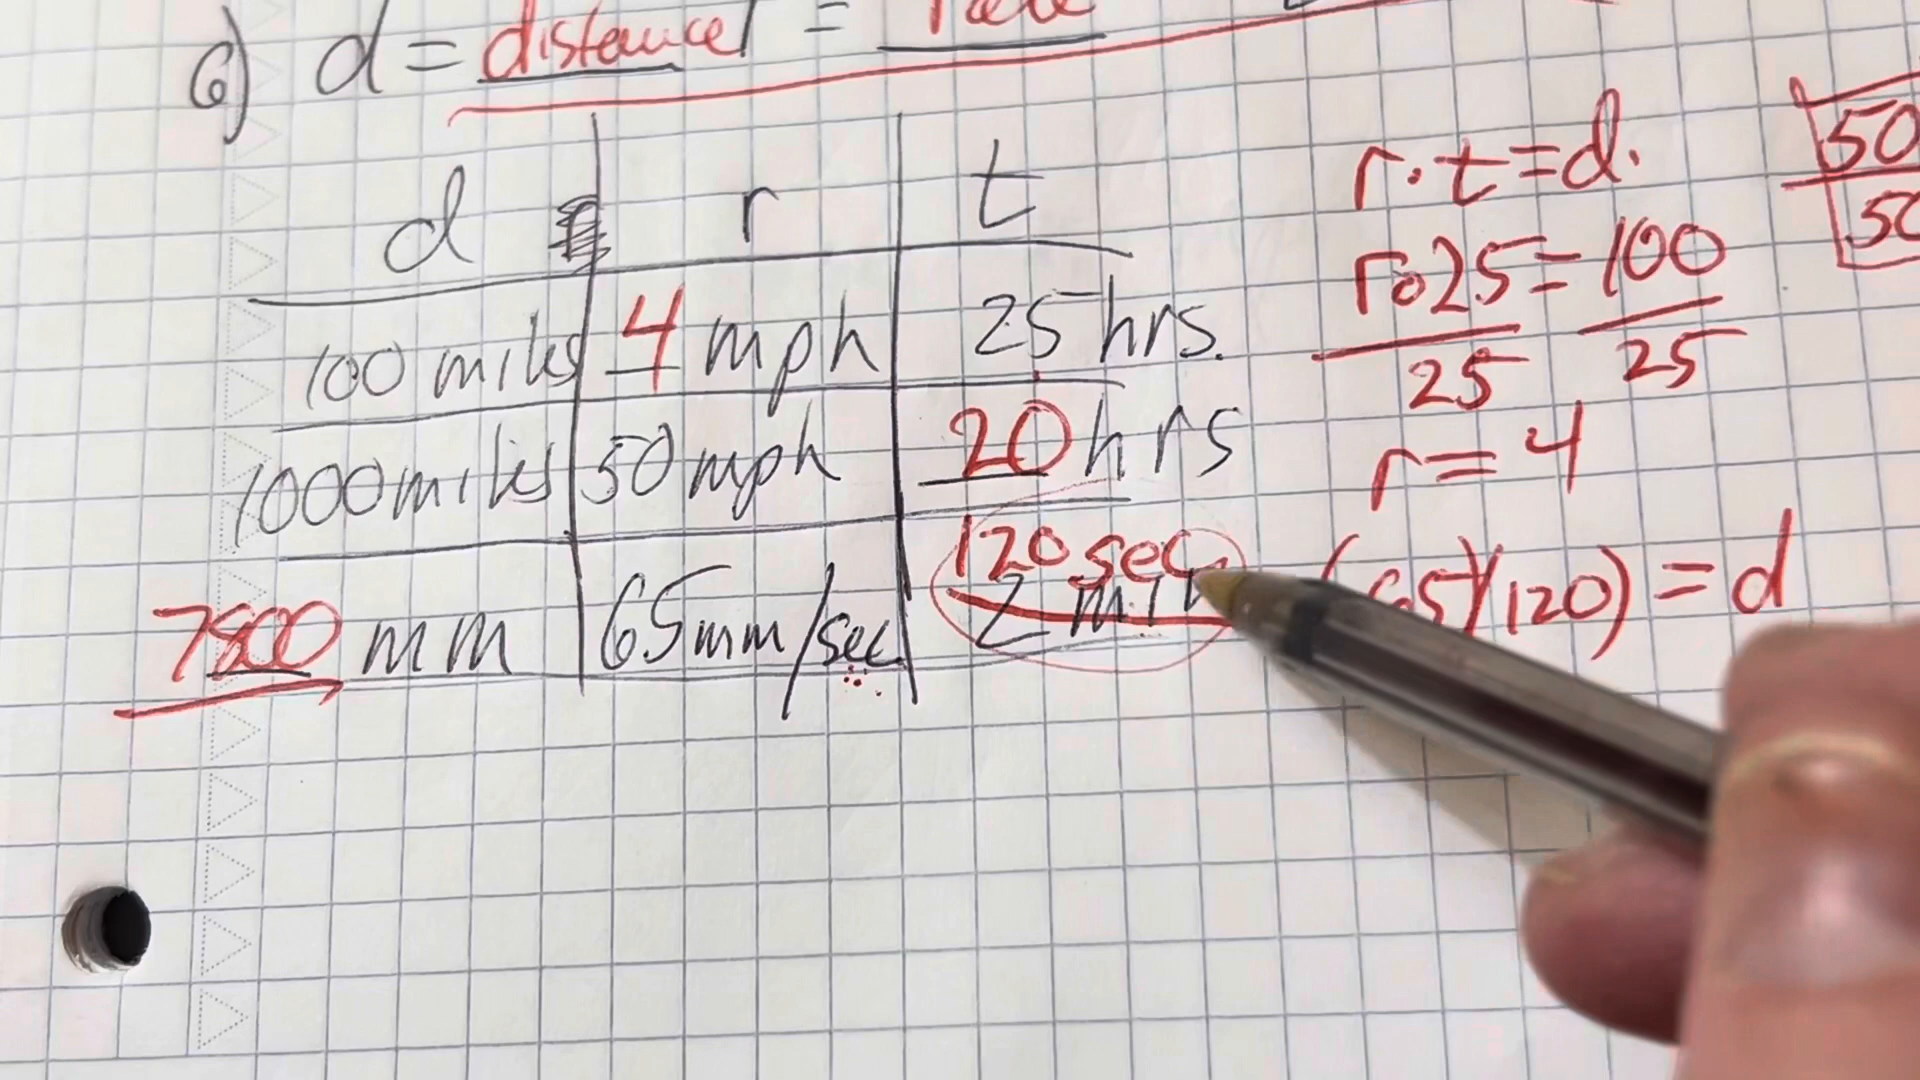 6) d = distance r = rate
d r t
100 miles 4 mph 25 hrs.
1000 miles 50 mph 20 hrs
120 sec
7800 mm 65 mm/sec 2 min
r · t = d.
r · 25 = 100
25 25
r = 4
(65)(120) = d
50
50